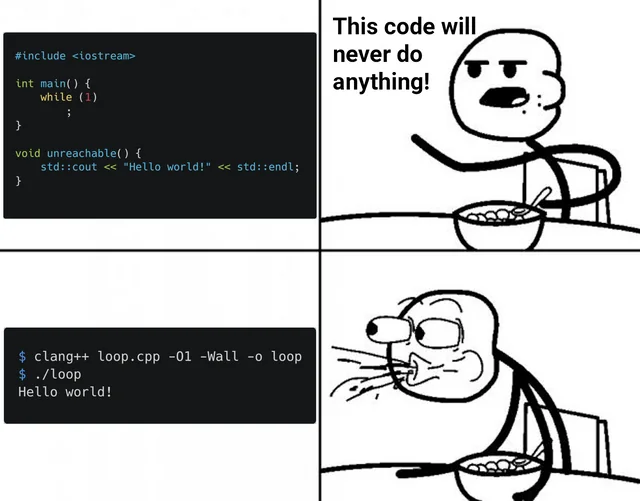 #include <iostream>
int main() {
    while (1)
        ;
}
void unreachable() {
    std::cout << "Hello world!" << std::endl;
}
This code will
never do
anything!
$ clang++ loop.cpp -O1 -Wall -o loop
$ ./loop
Hello world!